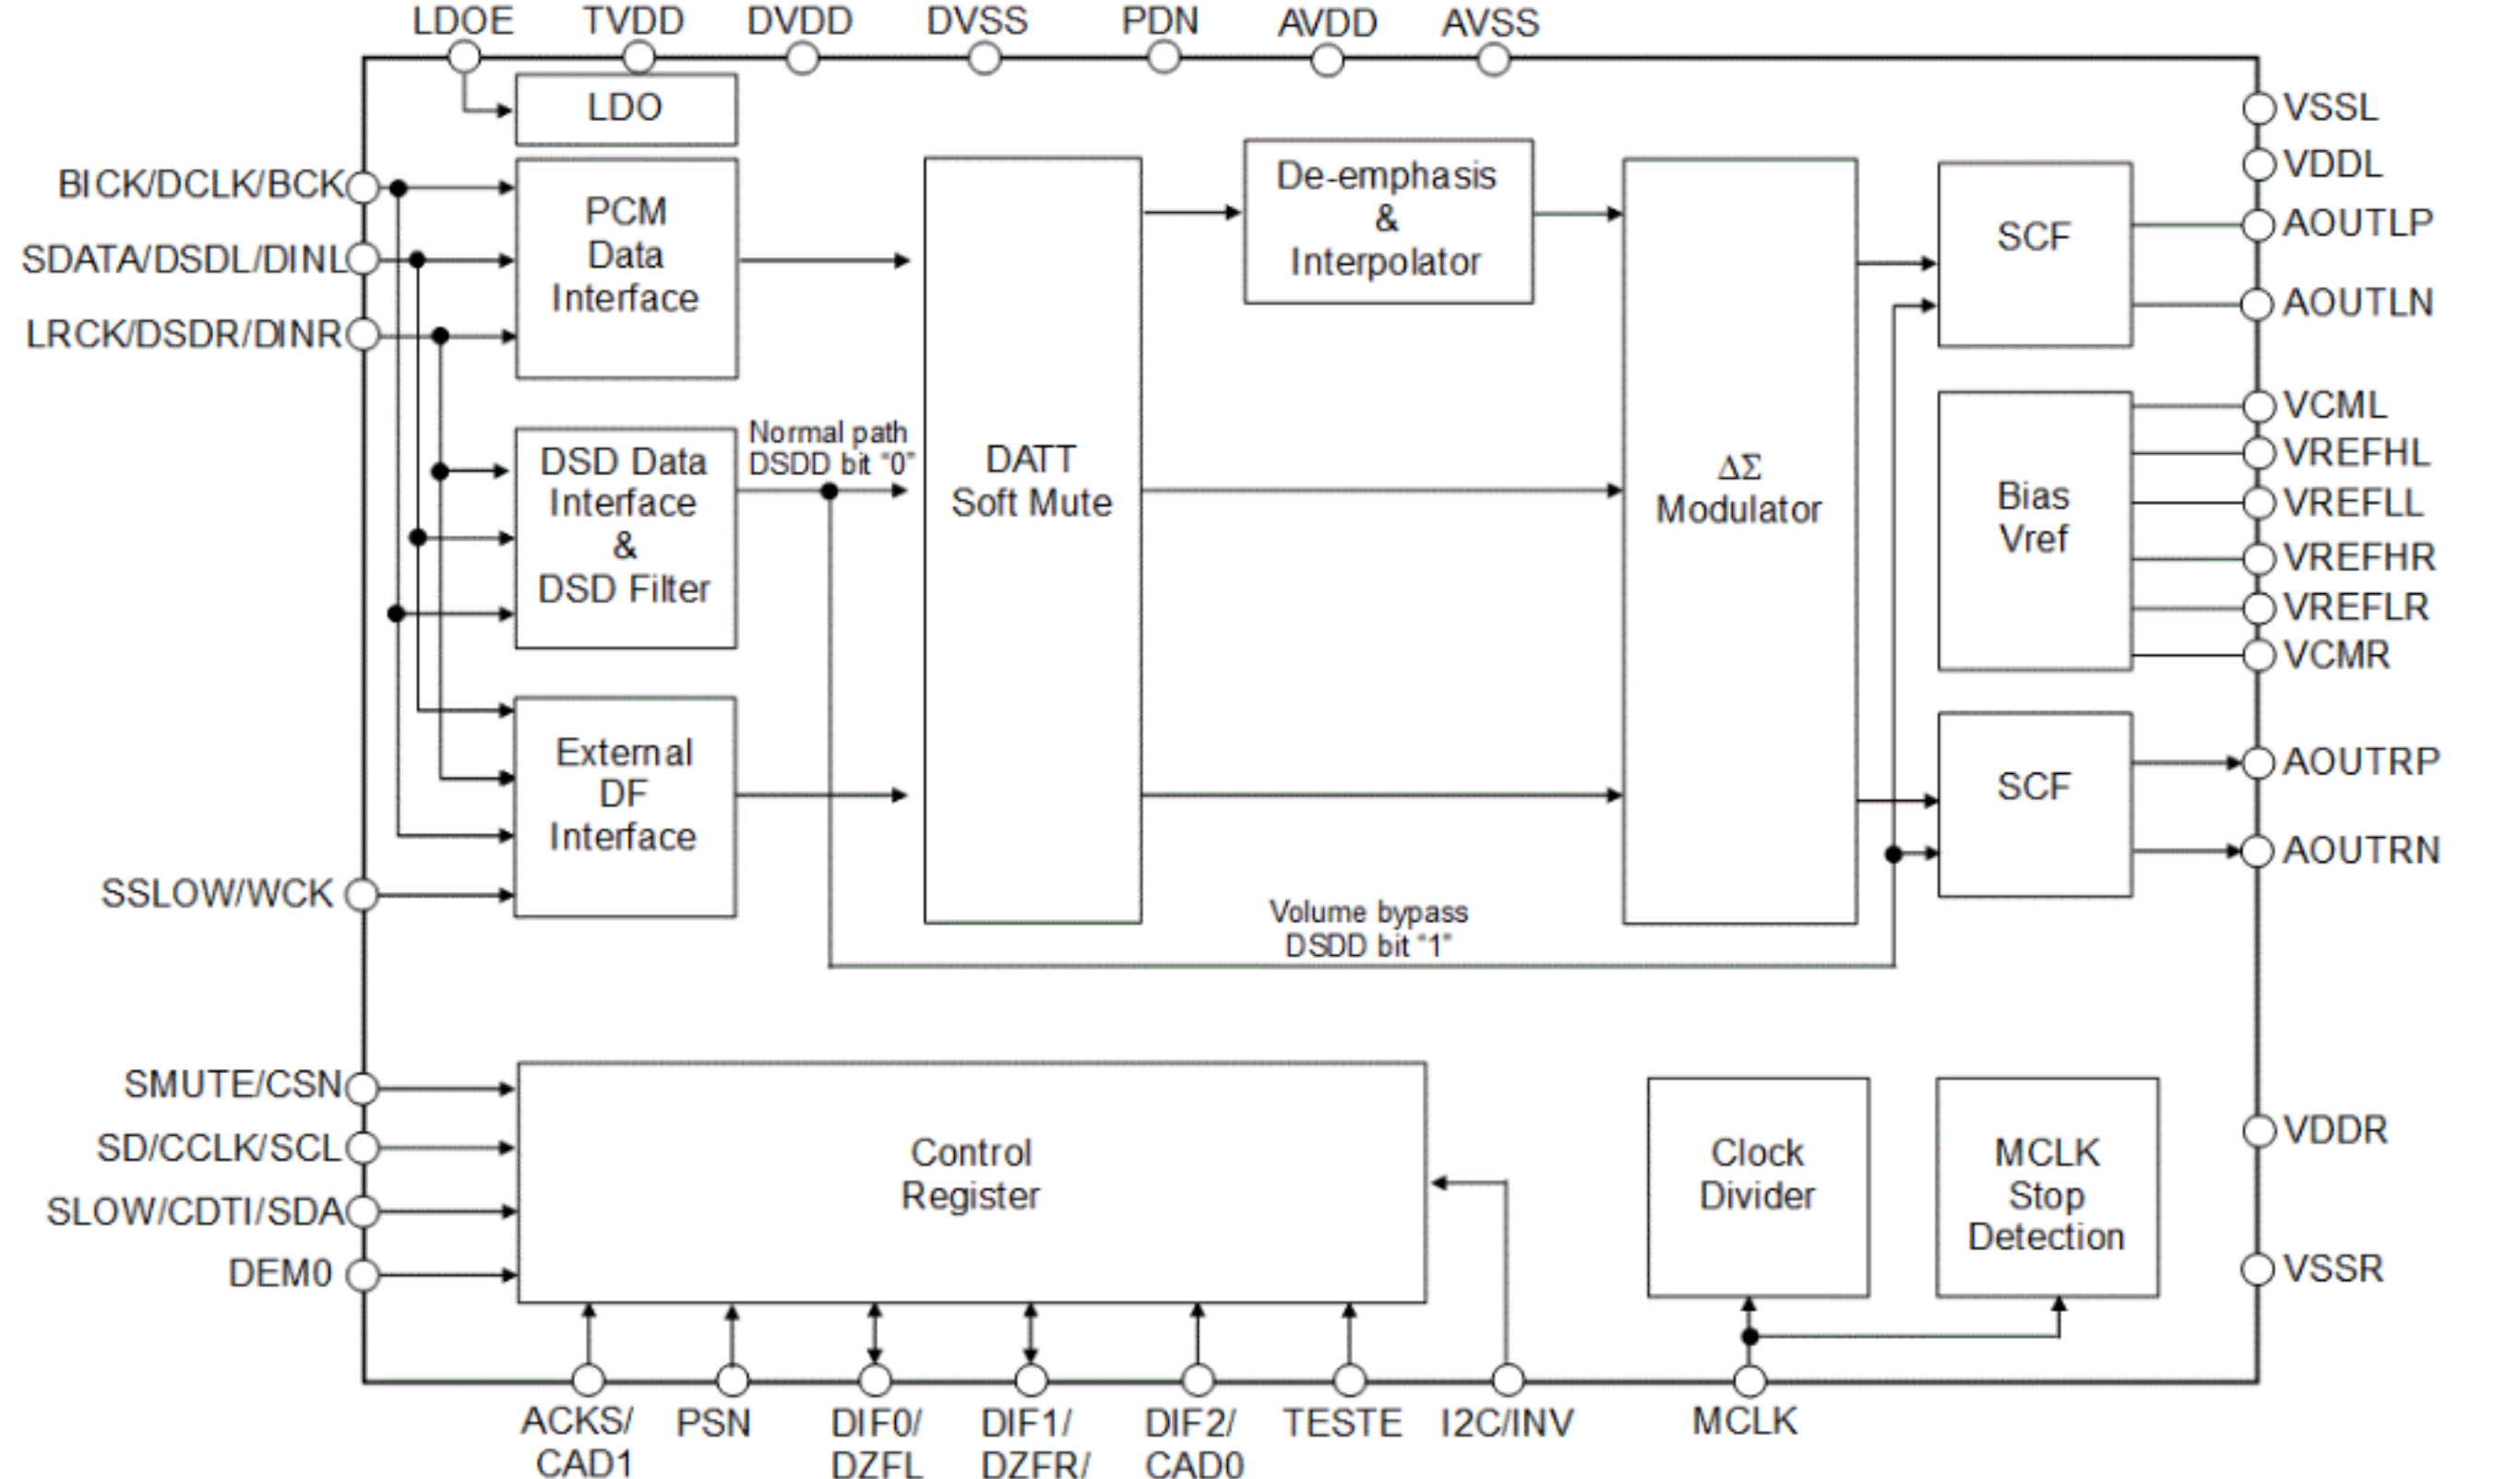 LDOE TVDD DVDD DVSS PDN AVDD AVSS
LDO
VSSL
VDDL
BICK/DCLK/BCK
SDATA/DSDL/DINL
LRCK/DSDR/DINR
PCM
Data
Interface
De-emphasis
&
Interpolator
SCF
AOUTLP
AOUTLN
Normal path
DSDD bit "0"
DSD Data
Interface
&
DSD Filter
DATT
Soft Mute
ΔΣ
Modulator
Bias
Vref
VCML
VREFHL
VREFLL
VREFHR
VREFLR
VCMR
External
DF
Interface
SCF
AOUTRP
AOUTRN
SSLOW/WCK
Volume bypass
DSDD bit "1"
SMUTE/CSN
SD/CCLK/SCL
SLOW/CDTI/SDA
DEM0
Control
Register
Clock
Divider
MCLK
Stop
Detection
VDDR
VSSR
ACKS/
CAD1
PSN
DIF0/
DZFL
DIF1/
DZFR/
DIF2/
CAD0
TESTE
I2C/INV
MCLK